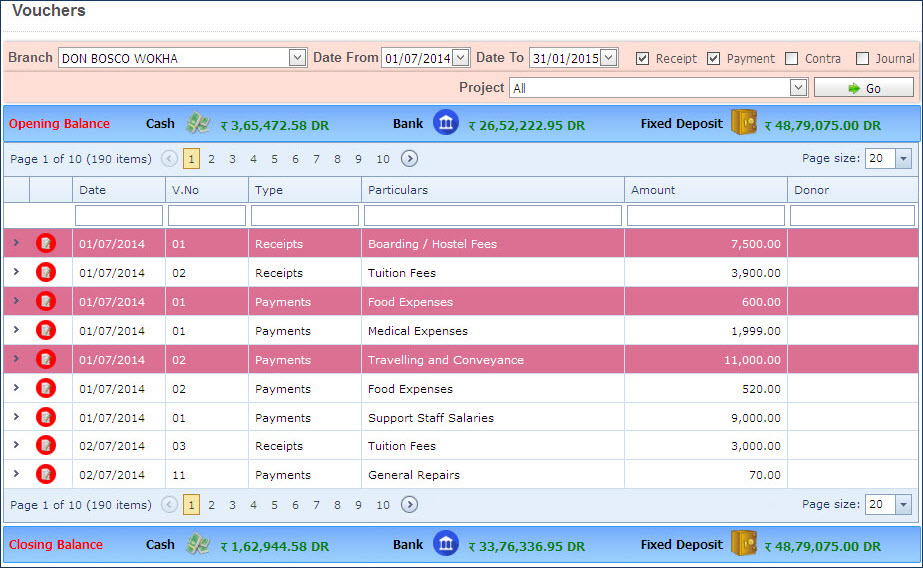 Vouchers
Branch DON BOSCO WOKHA Date From 01/07/2014 Date To 31/01/2015 Receipt Payment Contra Journal
Project All Go
Opening Balance Cash ₹ 3,65,472.58 DR Bank ₹ 26,52,222.95 DR Fixed Deposit ₹ 48,79,075.00 DR
Page 1 of 10 (190 items) 1 2 3 4 5 6 7 8 9 10 Page size: 20
Date V.No Type Particulars Amount Donor
01/07/2014 01 Receipts Boarding / Hostel Fees 7,500.00
01/07/2014 02 Receipts Tuition Fees 3,900.00
01/07/2014 01 Payments Food Expenses 600.00
01/07/2014 01 Payments Medical Expenses 1,999.00
01/07/2014 02 Payments Travelling and Conveyance 11,000.00
01/07/2014 02 Payments Food Expenses 520.00
01/07/2014 01 Payments Support Staff Salaries 9,000.00
02/07/2014 03 Receipts Tuition Fees 3,000.00
02/07/2014 11 Payments General Repairs 70.00
Page 1 of 10 (190 items) 1 2 3 4 5 6 7 8 9 10 Page size: 20
Closing Balance Cash ₹ 1,62,944.58 DR Bank ₹ 33,76,336.95 DR Fixed Deposit ₹ 48,79,075.00 DR